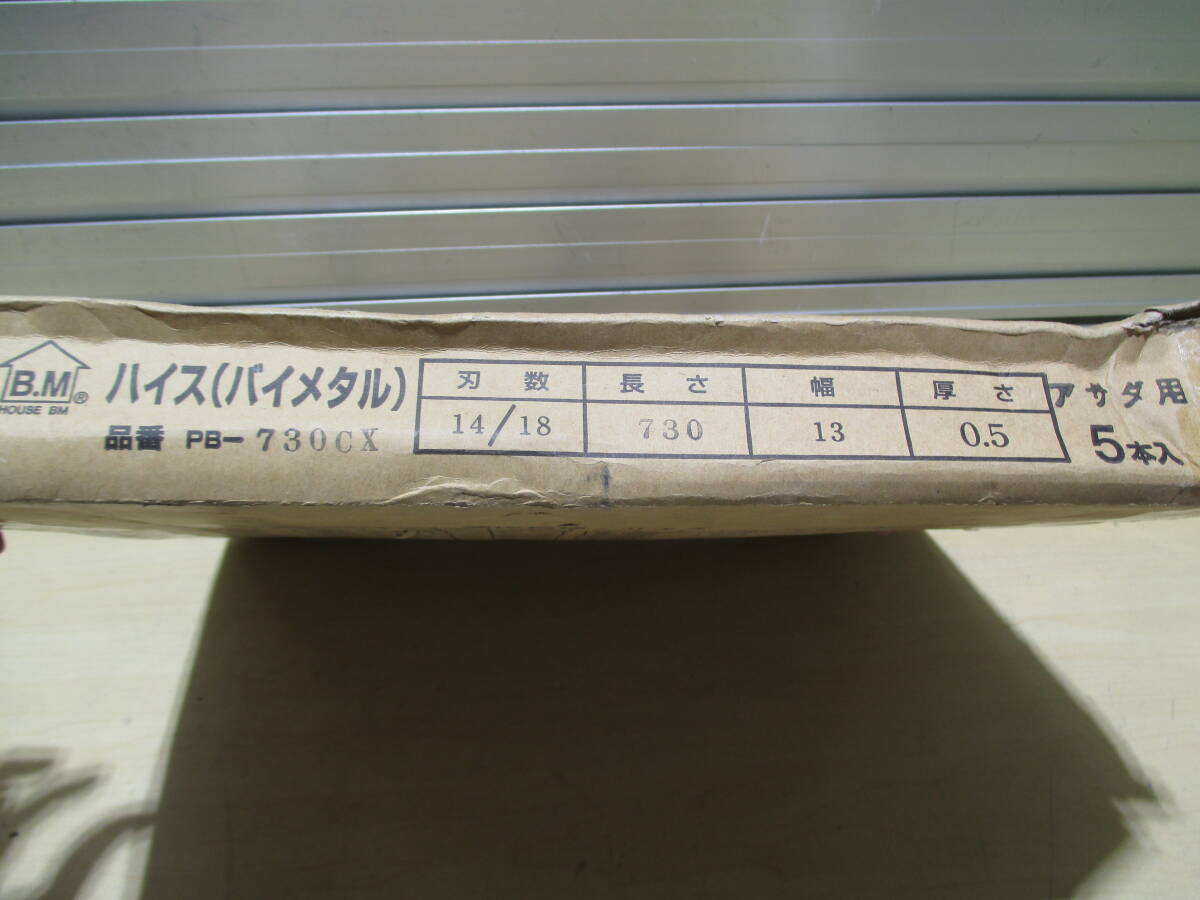 B.M®
HOUSE BM
ハイス(バイメタル)
品番 PB-730CX
刃数 長さ 幅 厚さ
14/18 730 13 0.5
アサダ用
5本入